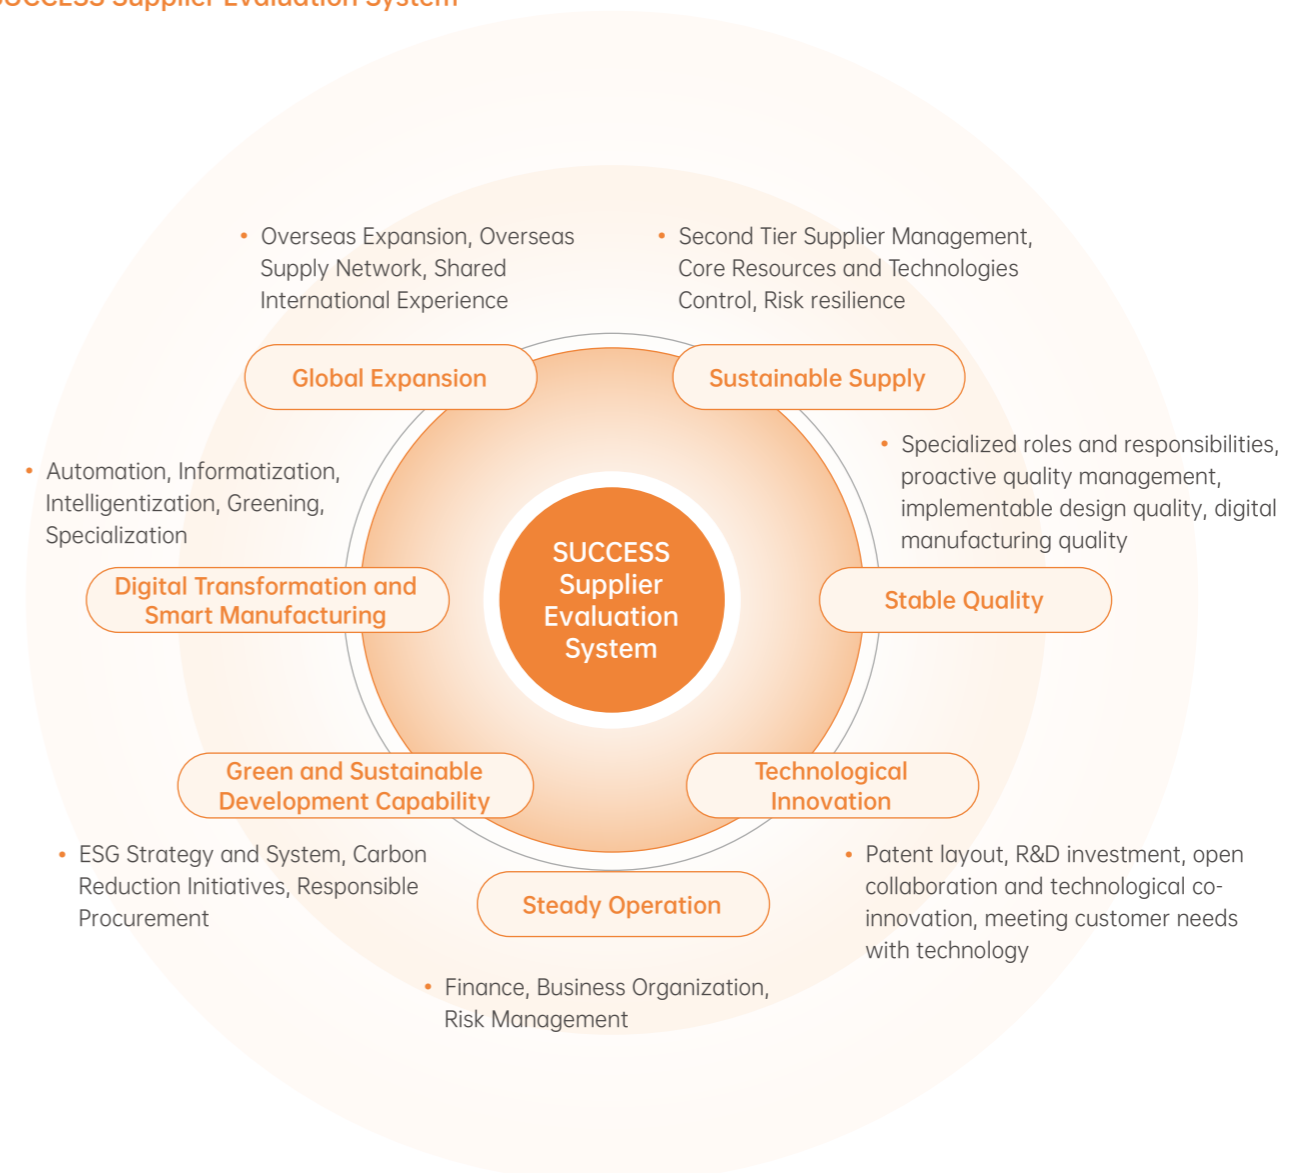 SUCCESS Supplier Evaluation System
• Overseas Expansion, Overseas
Supply Network, Shared
International Experience
• Second Tier Supplier Management,
Core Resources and Technologies
Control, Risk resilience
Global Expansion
Sustainable Supply
• Specialized roles and responsibilities,
proactive quality management,
implementable design quality, digital
manufacturing quality
• Automation, Informatization,
Intelligentization, Greening,
Specialization
SUCCESS
Supplier
Evaluation
System
Digital Transformation and
Smart Manufacturing
Stable Quality
Green and Sustainable
Development Capability
Technological
Innovation
• ESG Strategy and System, Carbon
Reduction Initiatives, Responsible
Procurement
• Patent layout, R&D investment, open
collaboration and technological co-
innovation, meeting customer needs
with technology
Steady Operation
• Finance, Business Organization,
Risk Management